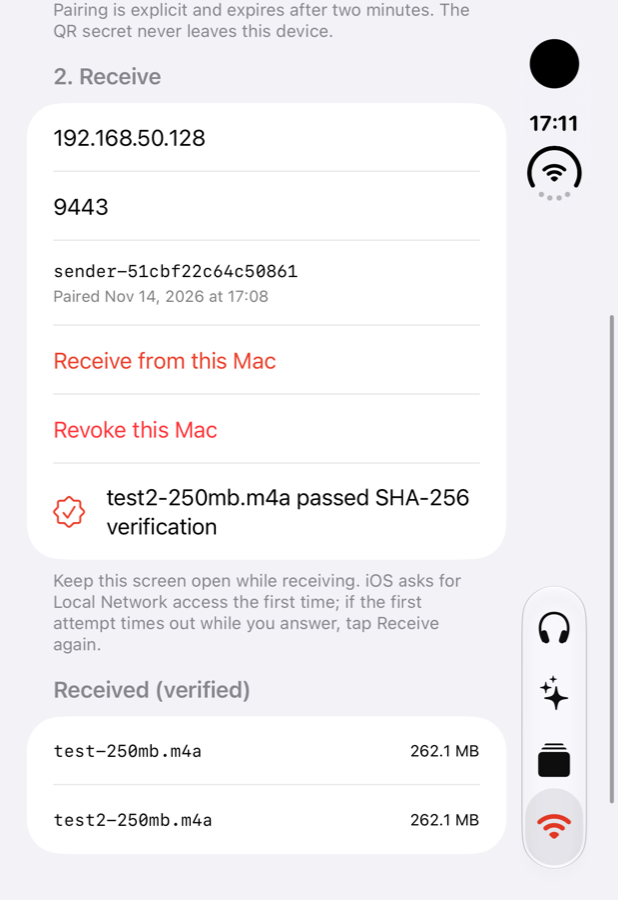 Pairing is explicit and expires after two minutes. The
QR secret never leaves this device.
2. Receive
17:11
192.168.50.128
9443
sender-51cbf22c64c50861
Paired Nov 14, 2026 at 17:08
Receive from this Mac
Revoke this Mac
test2-250mb.m4a passed SHA-256
verification
Keep this screen open while receiving. iOS asks for
Local Network access the first time; if the first
attempt times out while you answer, tap Receive
again.
Received (verified)
test-250mb.m4a 262.1 MB
test2-250mb.m4a 262.1 MB